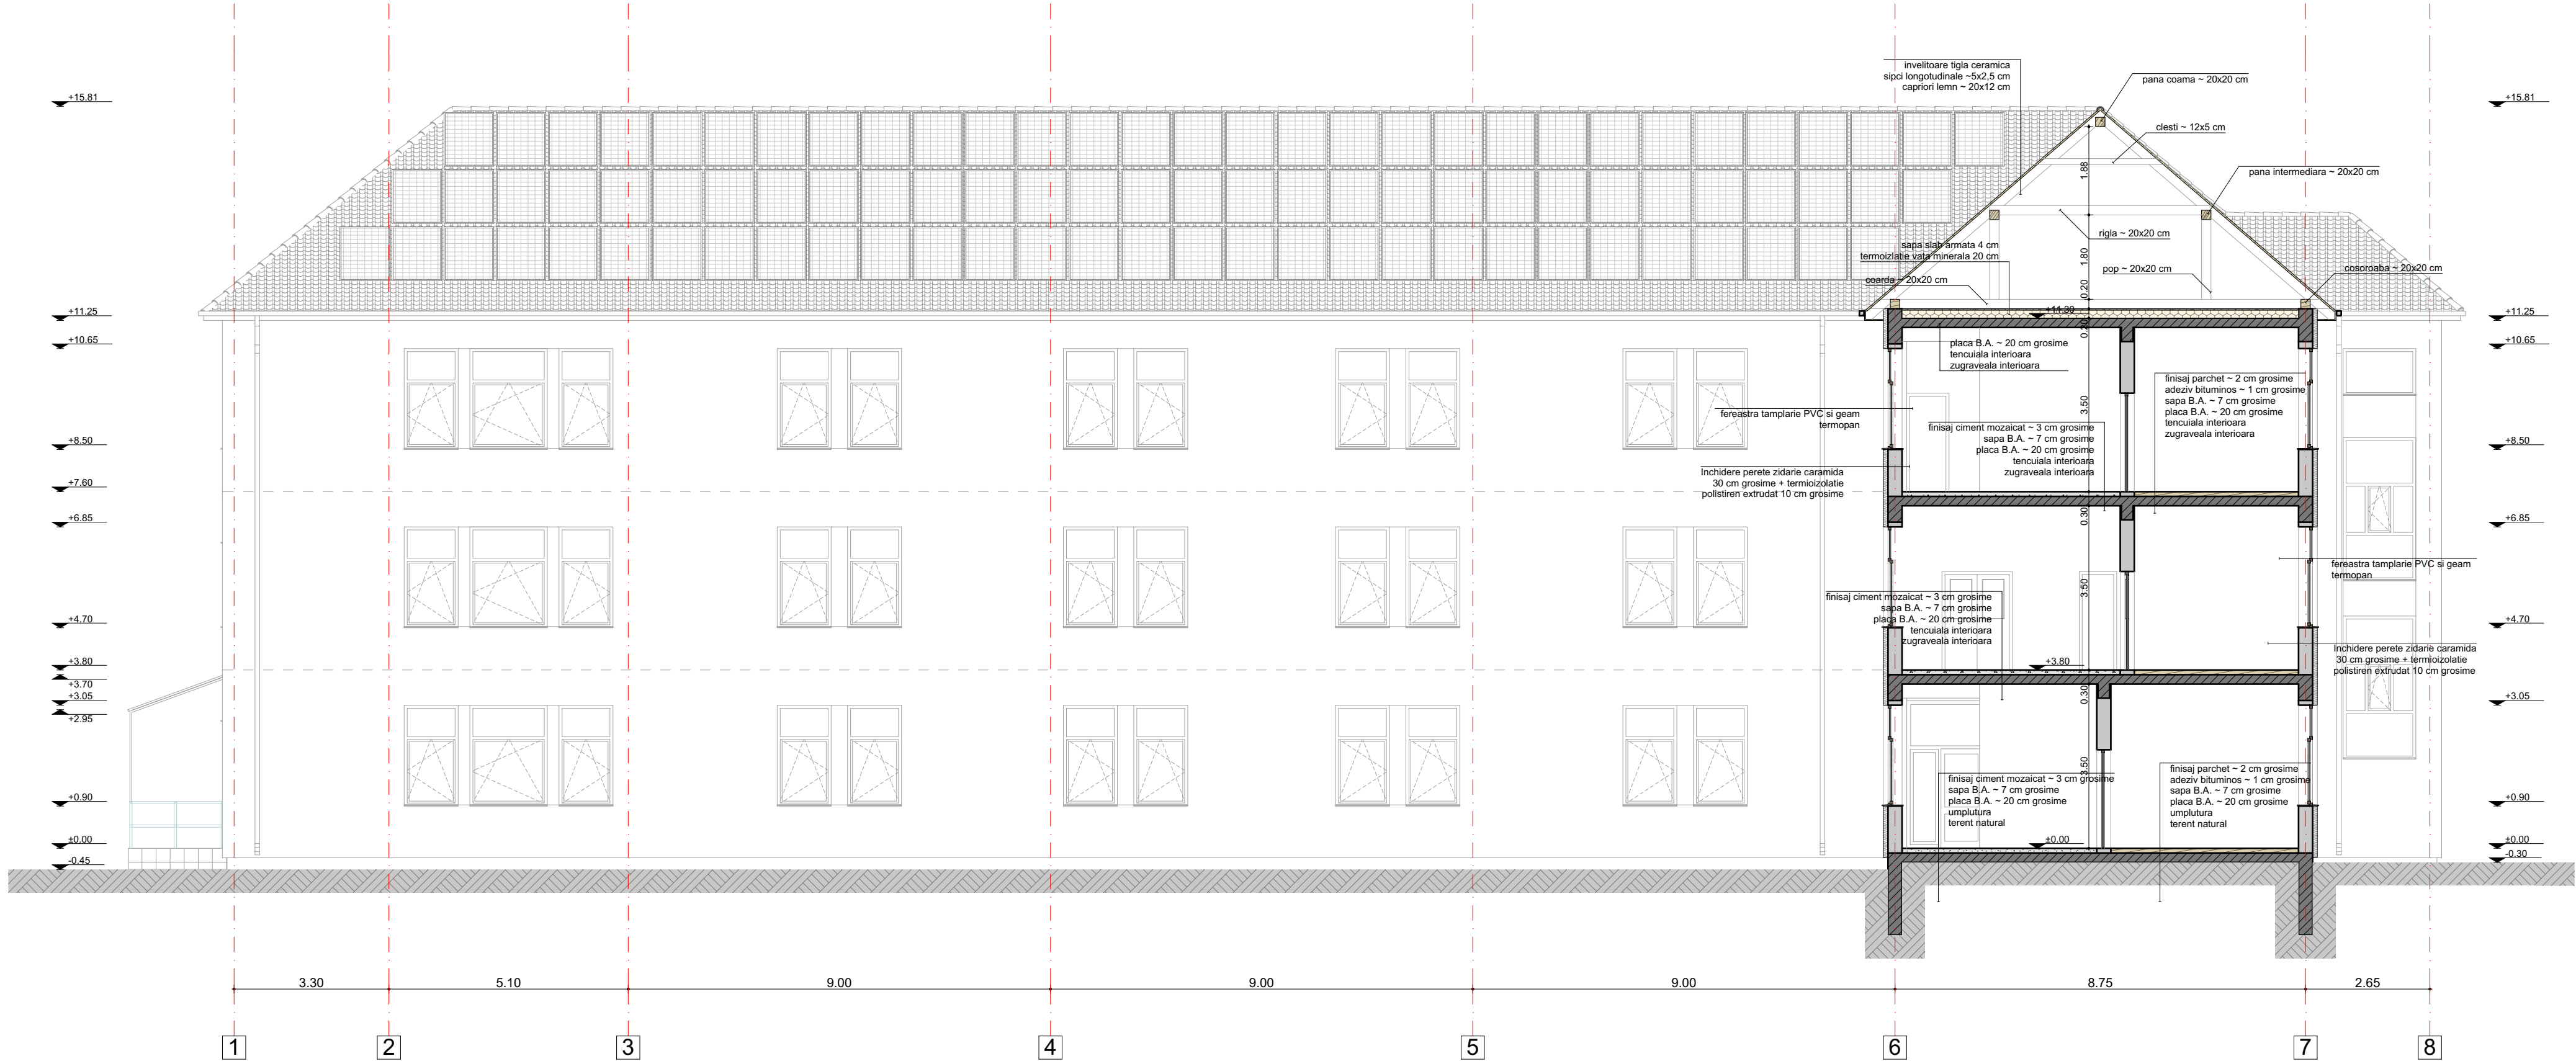 +15.81
+11.25
+10.65
+8.50
+7.60
+6.85
+4.70
+3.80
+3.70
+3.05
+2.95
+0.90
±0.00
-0.45
invelitoare tigla ceramica
sipci longotudinale ~5x2,5 cm
capriori lemn ~ 20x12 cm
pana coama ~ 20x20 cm
clesti ~ 12x5 cm
pana intermediara ~ 20x20 cm
rigla ~ 20x20 cm
sapa slab armata 4 cm
termoizlatie vata minerala 20 cm
coarda ~ 20x20 cm
pop ~ 20x20 cm
cosoroaba ~ 20x20 cm
1.88
1.80
0.20
+11.30
0.20
placa B.A. ~ 20 cm grosime
tencuiala interioara
zugraveala interioara
finisaj parchet ~ 2 cm grosime
adeziv bituminos ~ 1 cm grosime
sapa B.A. ~ 7 cm grosime
placa B.A. ~ 20 cm grosime
tencuiala interioara
zugraveala interioara
fereastra tamplarie PVC si geam
termopan
3.50
finisaj ciment mozaicat ~ 3 cm grosime
sapa B.A. ~ 7 cm grosime
placa B.A. ~ 20 cm grosime
tencuiala interioara
zugraveala interioara
Inchidere perete zidarie caramida
30 cm grosime + termioizolatie
polistiren extrudat 10 cm grosime
0.30
fereastra tamplarie PVC si geam
termopan
3.50
finisaj ciment mozaicat ~ 3 cm grosime
sapa B.A. ~ 7 cm grosime
placa B.A. ~ 20 cm grosime
tencuiala interioara
zugraveala interioara
Inchidere perete zidarie caramida
30 cm grosime + termioizolatie
polistiren extrudat 10 cm grosime
+3.80
0.30
3.50
finisaj ciment mozaicat ~ 3 cm grosime
sapa B.A. ~ 7 cm grosime
placa B.A. ~ 20 cm grosime
umplutura
terent natural
finisaj parchet ~ 2 cm grosime
adeziv bituminos ~ 1 cm grosime
sapa B.A. ~ 7 cm grosime
placa B.A. ~ 20 cm grosime
umplutura
terent natural
±0.00
+15.81
+11.25
+10.65
+8.50
+6.85
+4.70
+3.05
+0.90
±0.00
-0.30
3.30 5.10 9.00 9.00 9.00 8.75 2.65
1 2 3 4 5 6 7 8